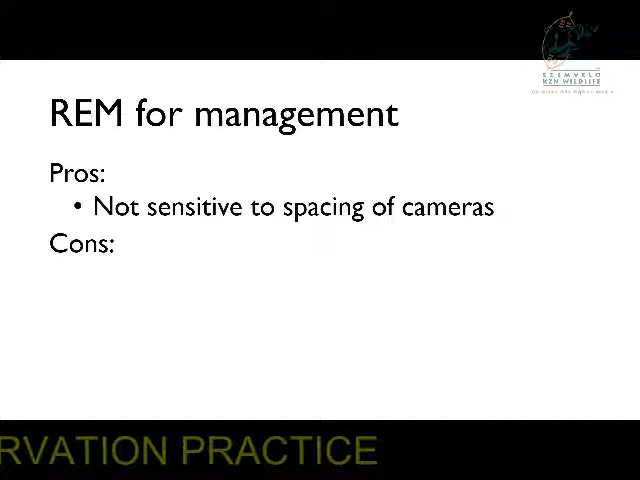 EZEMVELO
KZN WILDLIFE
REM for management
Pros:
• Not sensitive to spacing of cameras
Cons:
RVATION PRACTICE